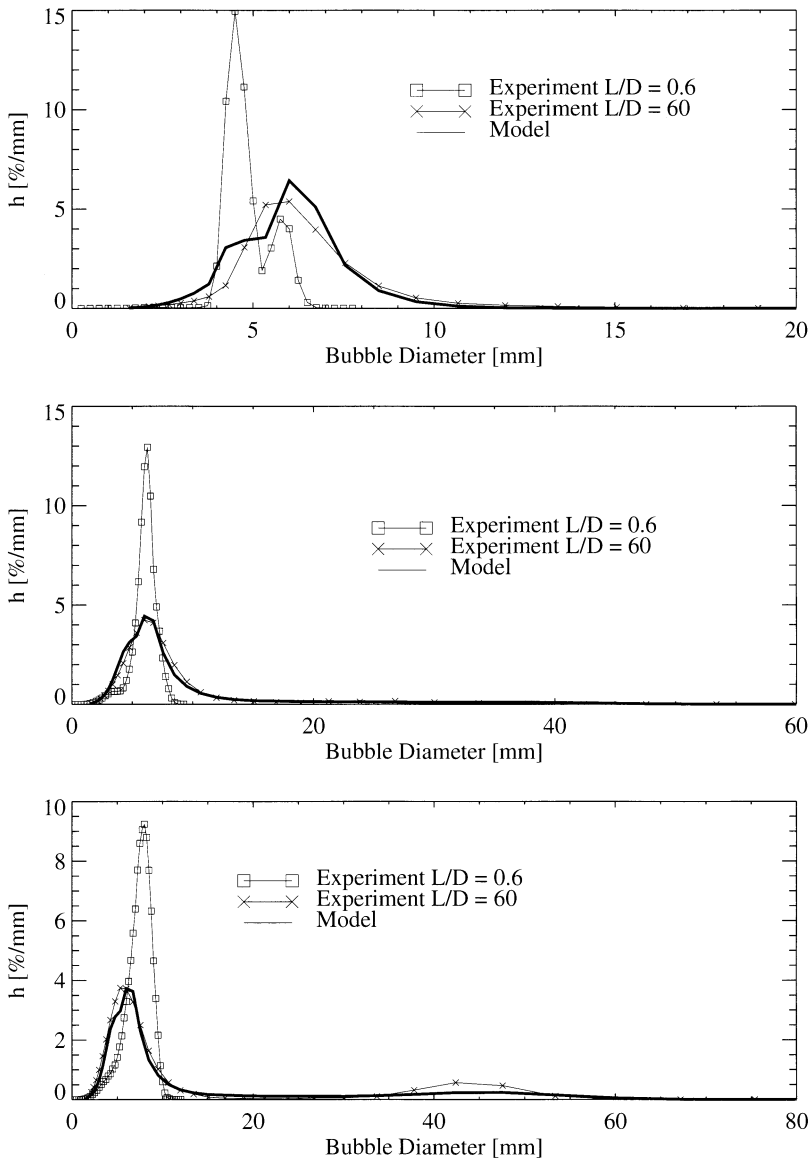 15
10
5
0
h [%/mm]
Experiment L/D = 0.6
Experiment L/D = 60
Model
0 5 10 15 20
Bubble Diameter [mm]
15
10
5
0
h [%/mm]
Experiment L/D = 0.6
Experiment L/D = 60
Model
0 20 40 60
Bubble Diameter [mm]
10
8
6
4
2
0
h [%/mm]
Experiment L/D = 0.6
Experiment L/D = 60
Model
0 20 40 60 80
Bubble Diameter [mm]